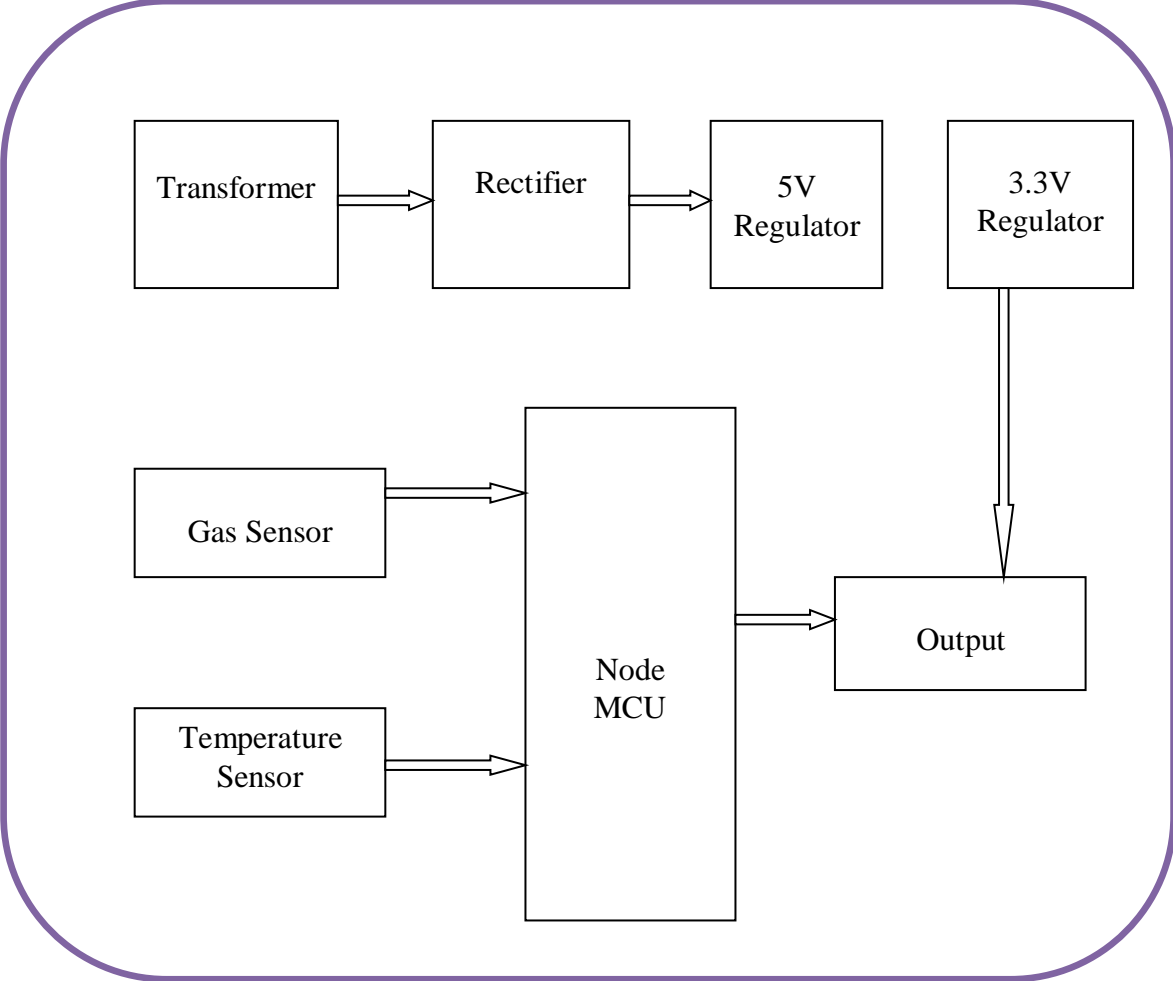 Transformer
Rectifier
5V
Regulator
3.3V
Regulator
Gas Sensor
Node
MCU
Output
Temperature
Sensor